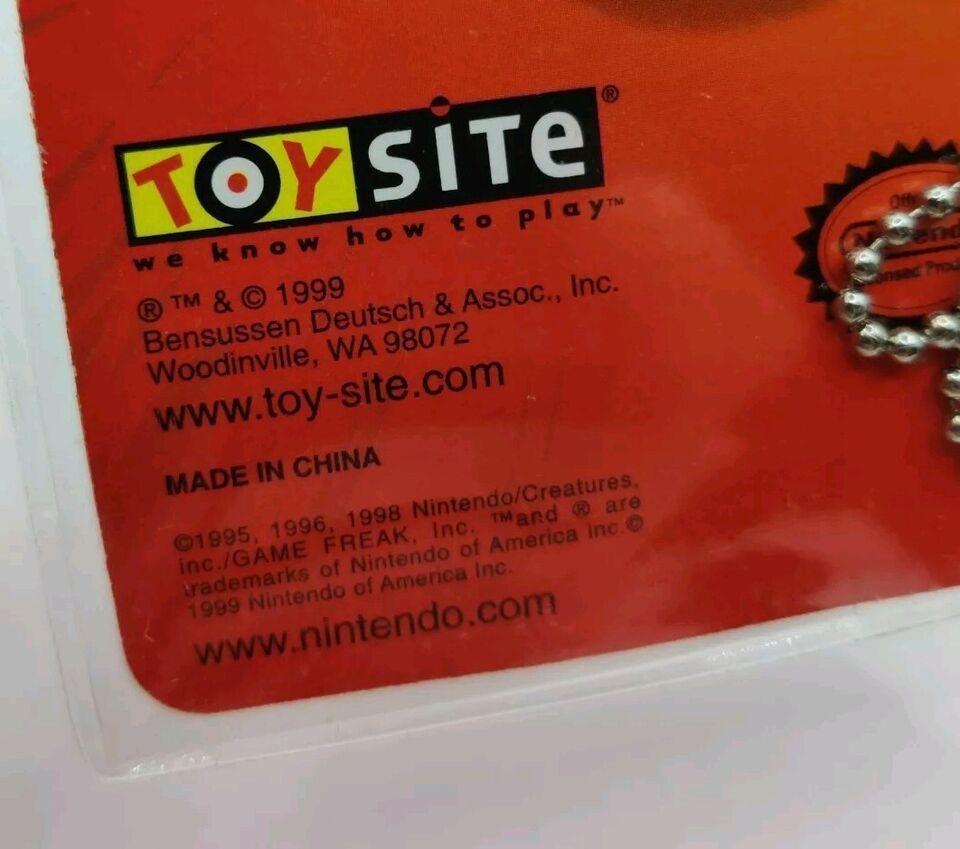 TOY SiTe®
we know how to play™
® ™ & © 1999
Bensussen Deutsch & Assoc., Inc.
Woodinville, WA 98072
www.toy-site.com
MADE IN CHINA
©1995, 1996, 1998 Nintendo/Creatures,
inc./GAME FREAK, Inc. ™and ® are
trademarks of Nintendo of America Inc.©
1999 Nintendo of America Inc.
www.nintendo.com